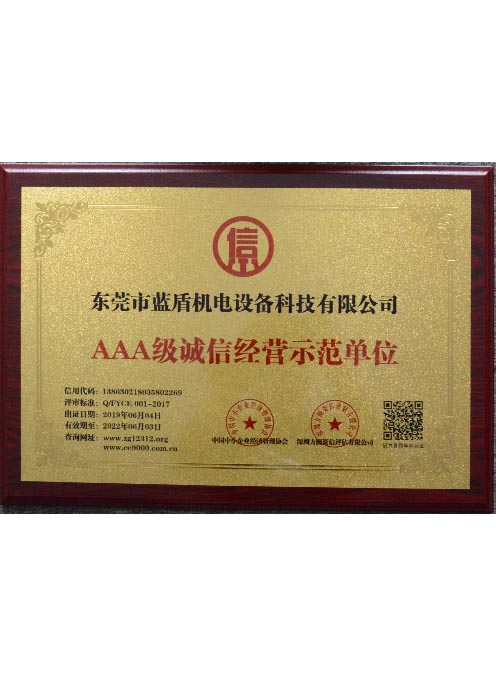 信
东莞市蓝盾机电设备科技有限公司
AAA级诚信经营示范单位
信用代码：138030218035802269
评审标准：Q/FYCE 001-2017
出证日期：2019年06月04日
有效期至：2022年06月03日
查询网址：www.zg12312.org
www.ce9000.com.cn
中国中小企业经济管理协会